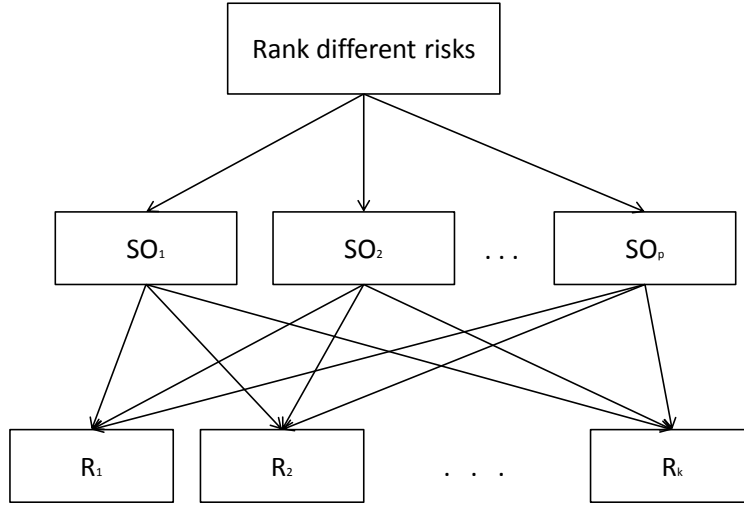 Rank different risks
SO₁ SO₂ . . . SOₚ
R₁ R₂ . . . Rₖ